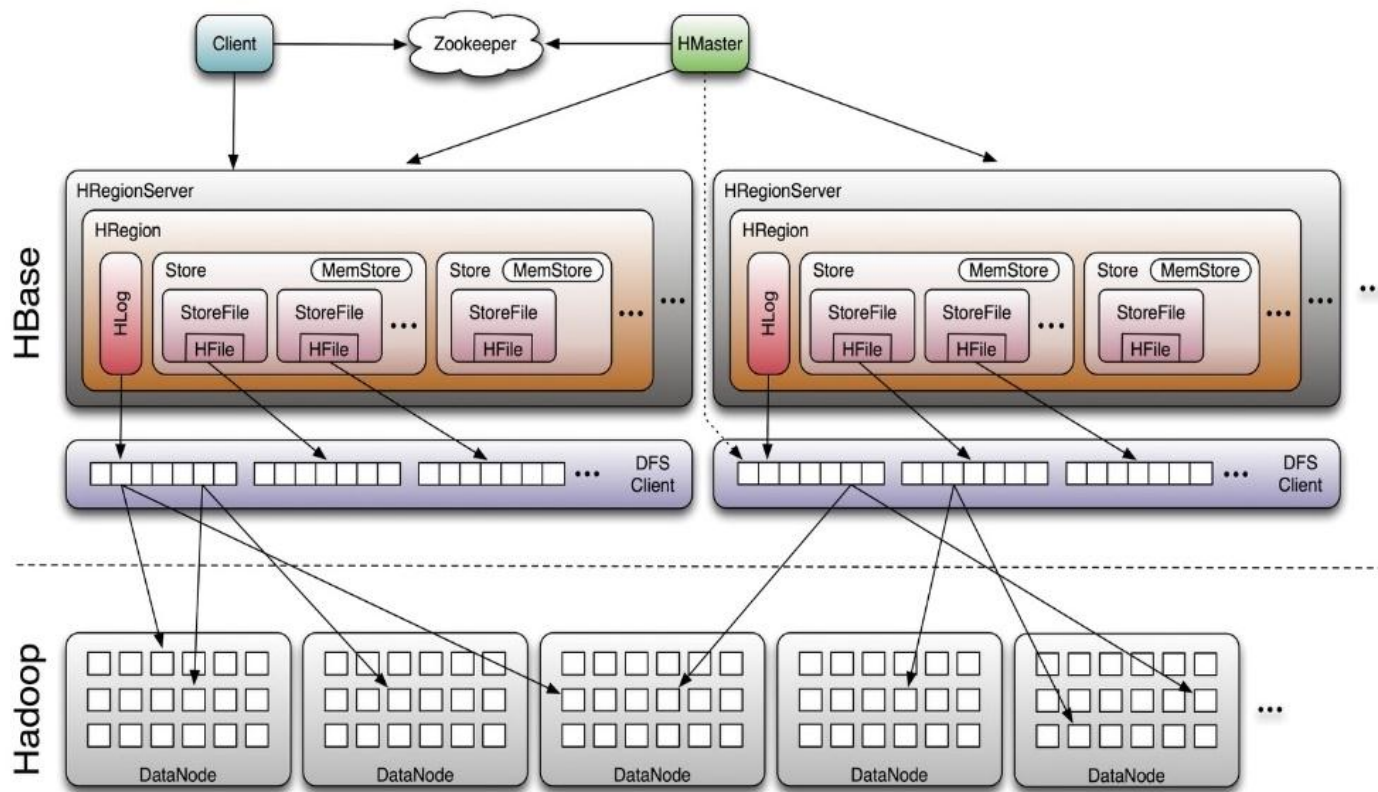 Client
Zookeeper
HMaster
HBase
HRegionServer
HRegion
HLog
Store
MemStore
StoreFile
HFile
StoreFile
HFile
...
Store
MemStore
StoreFile
HFile
...
...
HRegionServer
HRegion
HLog
Store
MemStore
StoreFile
HFile
StoreFile
HFile
...
Store
MemStore
StoreFile
HFile
...
...
...
...
DFS
Client
...
DFS
Client
Hadoop
DataNode
DataNode
DataNode
DataNode
DataNode
...